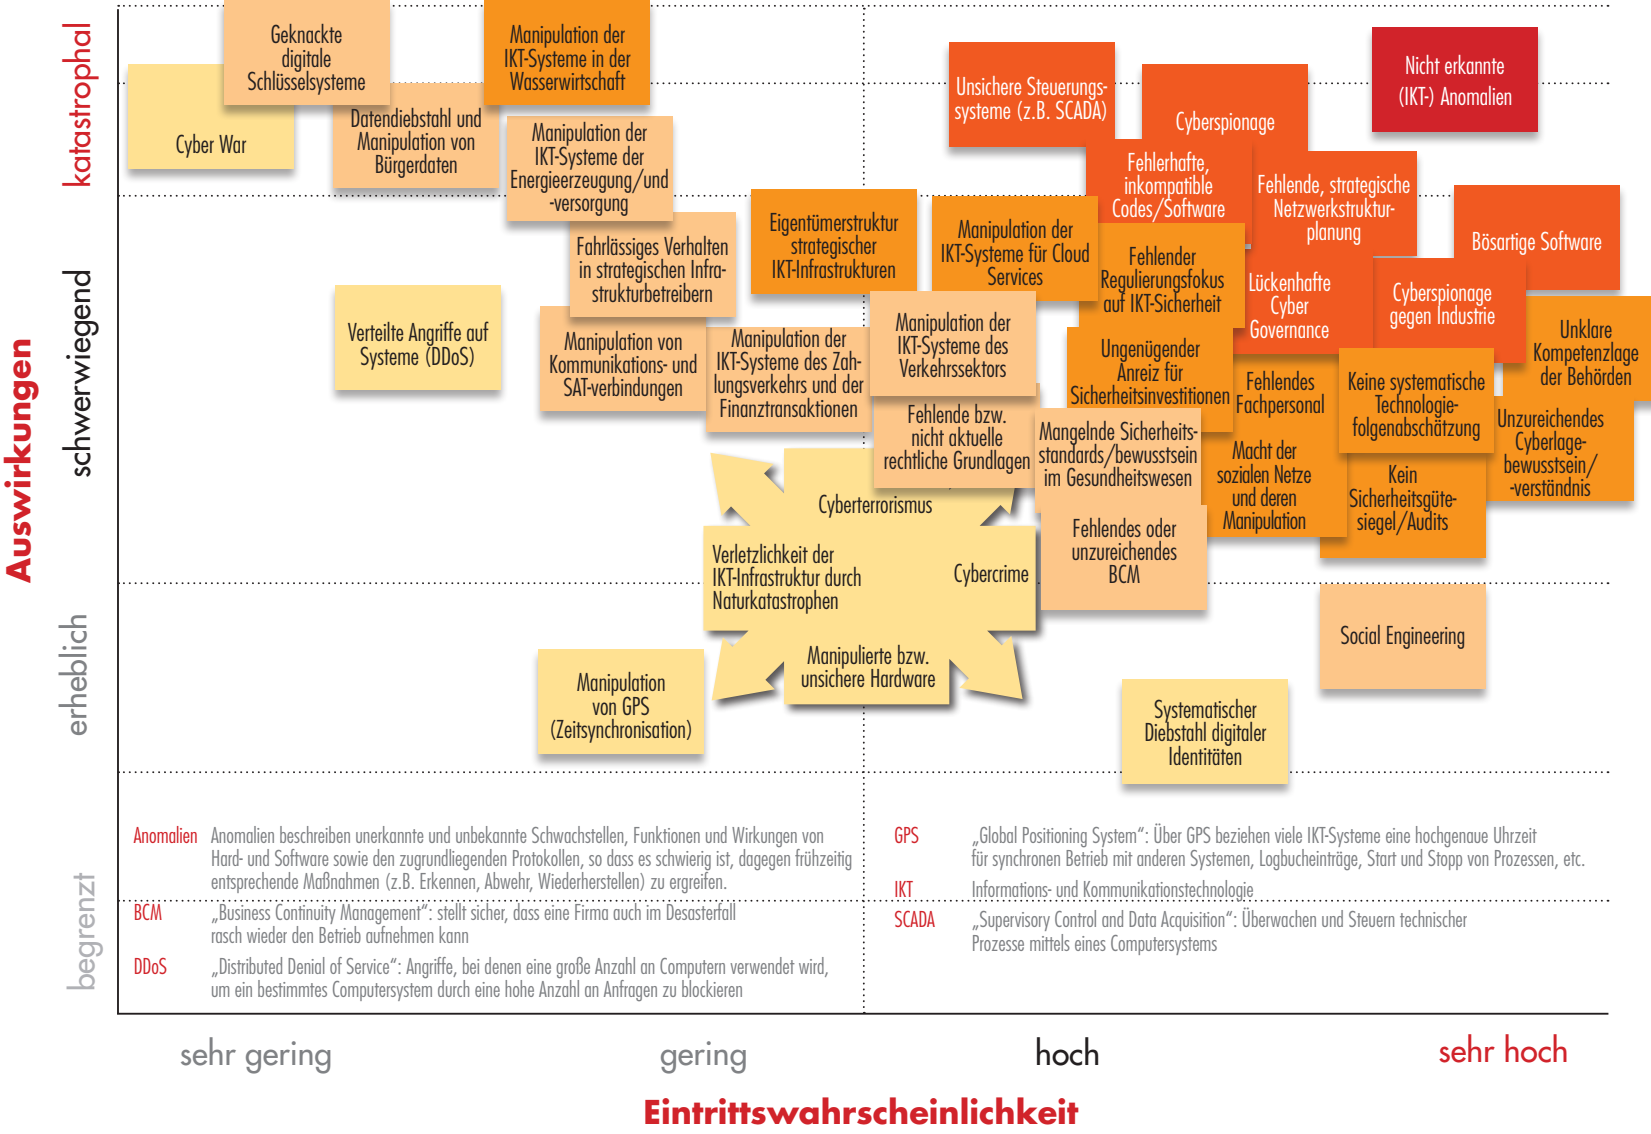 Auswirkungen
katastrophal
schwerwiegend
erheblich
begrenzt
Geknackte
digitale
Schlüsselsysteme
Cyber War
Datendiebstahl und
Manipulation von
Bürgerdaten
Manipulation der
IKT-Systeme in der
Wasserwirtschaft
Manipulation der
IKT-Systeme der
Energieerzeugung/und
-versorgung
Fahrlässiges Verhalten
in strategischen Infra-
strukturbetreibern
Verteilte Angriffe auf
Systeme (DDoS)
Manipulation von
Kommunikations- und
SAT-verbindungen
Manipulation der
IKT-Systeme des Zah-
lungsverkehrs und der
Finanztransaktionen
Eigentümerstruktur
strategischer
IKT-Infrastrukturen
Manipulation der
IKT-Systeme des
Verkehrssektors
Fehlende bzw.
nicht aktuelle
rechtliche Grundlagen
Unsichere Steuerungs-
systeme (z.B. SCADA)
Cyberspionage
Nicht erkannte
(IKT-) Anomalien
Fehlerhafte,
inkompatible
Codes/Software
Fehlende, strategische
Netzwerkstruktur-
planung
Bösartige Software
Manipulation der
IKT-Systeme für Cloud
Services
Fehlender
Regulierungsfokus
auf IKT-Sicherheit
Lückenhafte
Cyber
Governance
Cyberspionage
gegen Industrie
Unklare
Kompetenzlage
der Behörden
Ungenügender
Anreiz für
Sicherheitsinvestitionen
Fehlendes
Fachpersonal
Keine systematische
Technologie-
folgenabschätzung
Unzureichendes
Cyberlage-
bewusstsein/
-verständnis
Mangelnde Sicherheits-
standards/bewusstsein
im Gesundheitswesen
Macht der
sozialen Netze
und deren
Manipulation
Kein
Sicherheitsgüte-
siegel/Audits
Fehlendes oder
unzureichendes
BCM
Cyberterrorismus
Verletzlichkeit der
IKT-Infrastruktur durch
Naturkatastrophen
Cybercrime
Manipulierte bzw.
unsichere Hardware
Social Engineering
Manipulation
von GPS
(Zeitsynchronisation)
Systematischer
Diebstahl digitaler
Identitäten
Anomalien Anomalien beschreiben unerkannte und unbekannte Schwachstellen, Funktionen und Wirkungen von
Hard- und Software sowie den zugrundliegenden Protokollen, so dass es schwierig ist, dagegen frühzeitig
entsprechende Maßnahmen (z.B. Erkennen, Abwehr, Wiederherstellen) zu ergreifen.
BCM „Business Continuity Management“: stellt sicher, dass eine Firma auch im Desasterfall
rasch wieder den Betrieb aufnehmen kann
DDoS „Distributed Denial of Service“: Angriffe, bei denen eine große Anzahl an Computern verwendet wird,
um ein bestimmtes Computersystem durch eine hohe Anzahl an Anfragen zu blockieren
GPS „Global Positioning System“: Über GPS beziehen viele IKT-Systeme eine hochgenaue Uhrzeit
für synchronen Betrieb mit anderen Systemen, Logbucheinträge, Start und Stopp von Prozessen, etc.
IKT Informations- und Kommunikationstechnologie
SCADA „Supervisory Control and Data Acquisition“: Überwachen und Steuern technischer
Prozesse mittels eines Computersystems
sehr gering
gering
hoch
sehr hoch
Eintrittswahrscheinlichkeit